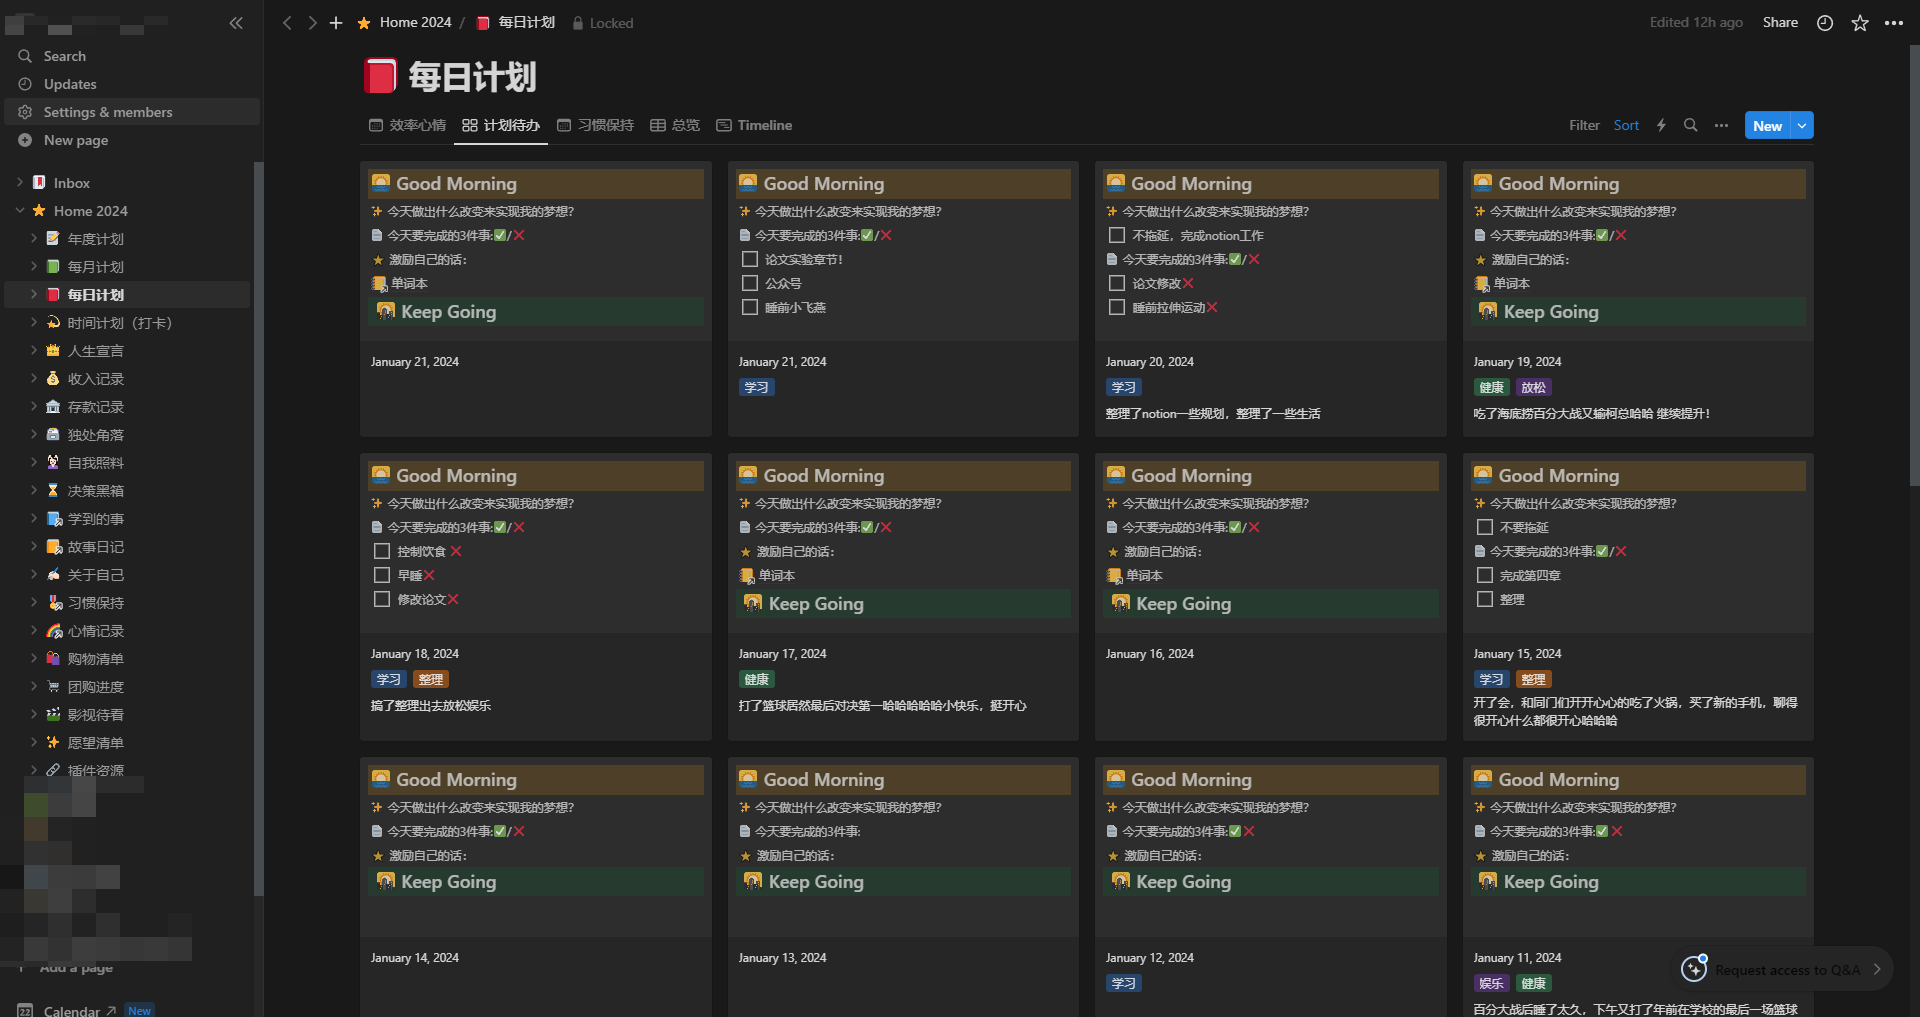 Home 2024 / 每日计划 Locked
Edited 12h ago Share
Search
Updates
Settings & members
New page
Inbox
Home 2024
年度计划
每月计划
每日计划
时间计划（打卡）
人生宣言
收入记录
存款记录
独处角落
自我照料
决策黑箱
学到的事
故事日记
关于自己
习惯保持
心情记录
购物清单
团购进度
影视待看
愿望清单
插件资源
Add a page
Calendar New
每日计划
效率心情 计划待办 习惯保持 总览 Timeline
Filter Sort New
Good Morning
今天做出什么改变来实现我的梦想?
今天要完成的3件事:✅/❌
激励自己的话:
单词本
Keep Going
January 21, 2024
Good Morning
今天做出什么改变来实现我的梦想?
今天要完成的3件事:✅/❌
论文实验章节!
公众号
睡前小飞燕
January 21, 2024
学习
Good Morning
今天做出什么改变来实现我的梦想?
不拖延，完成notion工作
今天要完成的3件事:✅/❌
论文修改❌
睡前拉伸运动❌
January 20, 2024
学习
整理了notion一些规划，整理了一些生活
Good Morning
今天做出什么改变来实现我的梦想?
今天要完成的3件事:✅/❌
激励自己的话:
单词本
Keep Going
January 19, 2024
健康 放松
吃了海底捞百分大战又输柯总哈哈 继续提升!
Good Morning
今天做出什么改变来实现我的梦想?
今天要完成的3件事:✅/❌
控制饮食 ❌
早睡❌
修改论文❌
January 18, 2024
学习 整理
搞了整理出去放松娱乐
Good Morning
今天做出什么改变来实现我的梦想?
今天要完成的3件事:✅/❌
激励自己的话:
单词本
Keep Going
January 17, 2024
健康
打了篮球居然最后对决第一哈哈哈哈哈小快乐，挺开心
Good Morning
今天做出什么改变来实现我的梦想?
今天要完成的3件事:✅/❌
激励自己的话:
单词本
Keep Going
January 16, 2024
Good Morning
今天做出什么改变来实现我的梦想?
不要拖延
今天要完成的3件事:✅/❌
完成第四章
整理
January 15, 2024
学习 整理
开了会，和同门们开开心心的吃了火锅，买了新的手机，聊得
很开心什么都很开心哈哈哈
Good Morning
今天做出什么改变来实现我的梦想?
今天要完成的3件事:✅/❌
激励自己的话:
Keep Going
January 14, 2024
Good Morning
今天做出什么改变来实现我的梦想?
今天要完成的3件事:
激励自己的话:
Keep Going
January 13, 2024
Good Morning
今天做出什么改变来实现我的梦想?
今天要完成的3件事:✅❌
激励自己的话:
Keep Going
January 12, 2024
学习
Good Morning
今天做出什么改变来实现我的梦想?
今天要完成的3件事:✅❌
激励自己的话:
Keep Going
January 11, 2024
娱乐 健康
百分大战后睡了太久，下午又打了年前在学校的最后一场篮球
Request access to Q&A